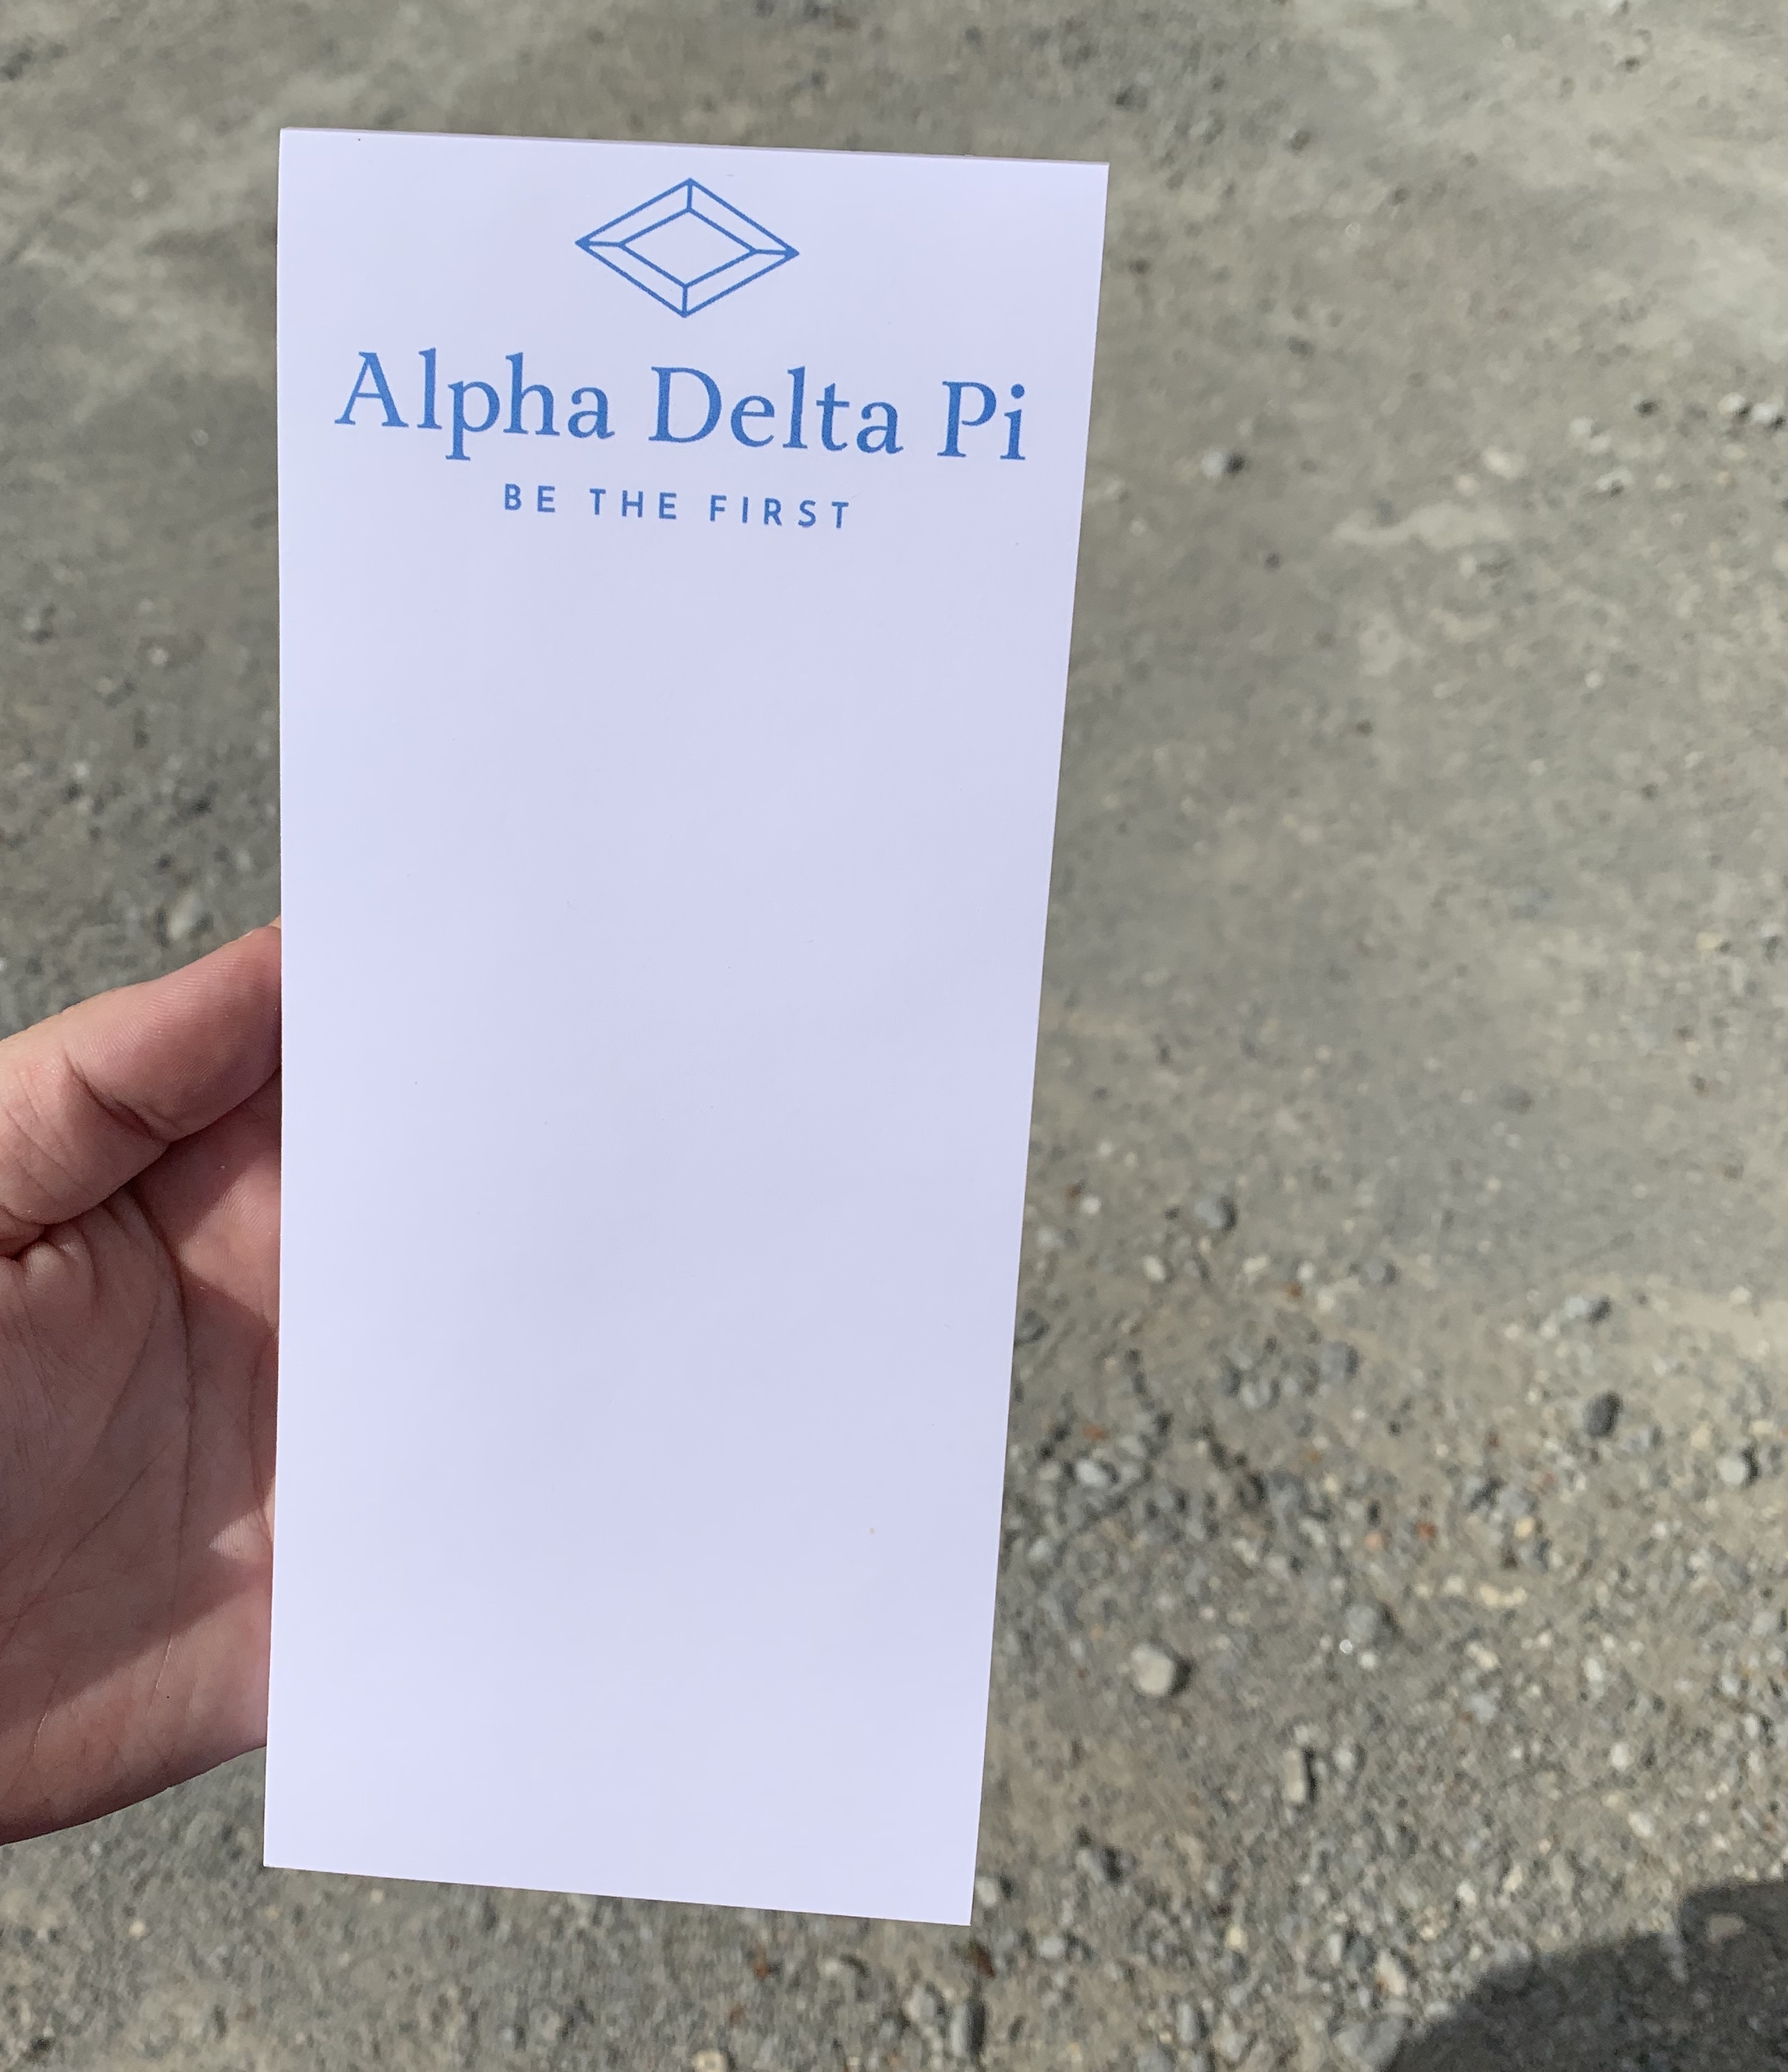 Alpha Delta Pi
BE THE FIRST